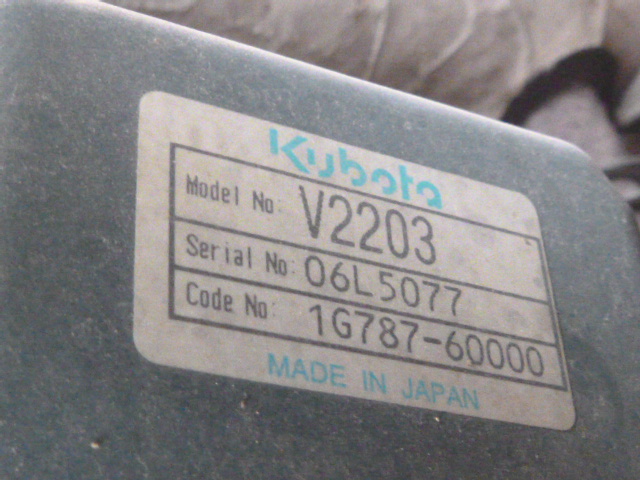 Kubota
Model No: V2203
Serial No: 06L5077
Code No: 1G787-60000
MADE IN JAPAN